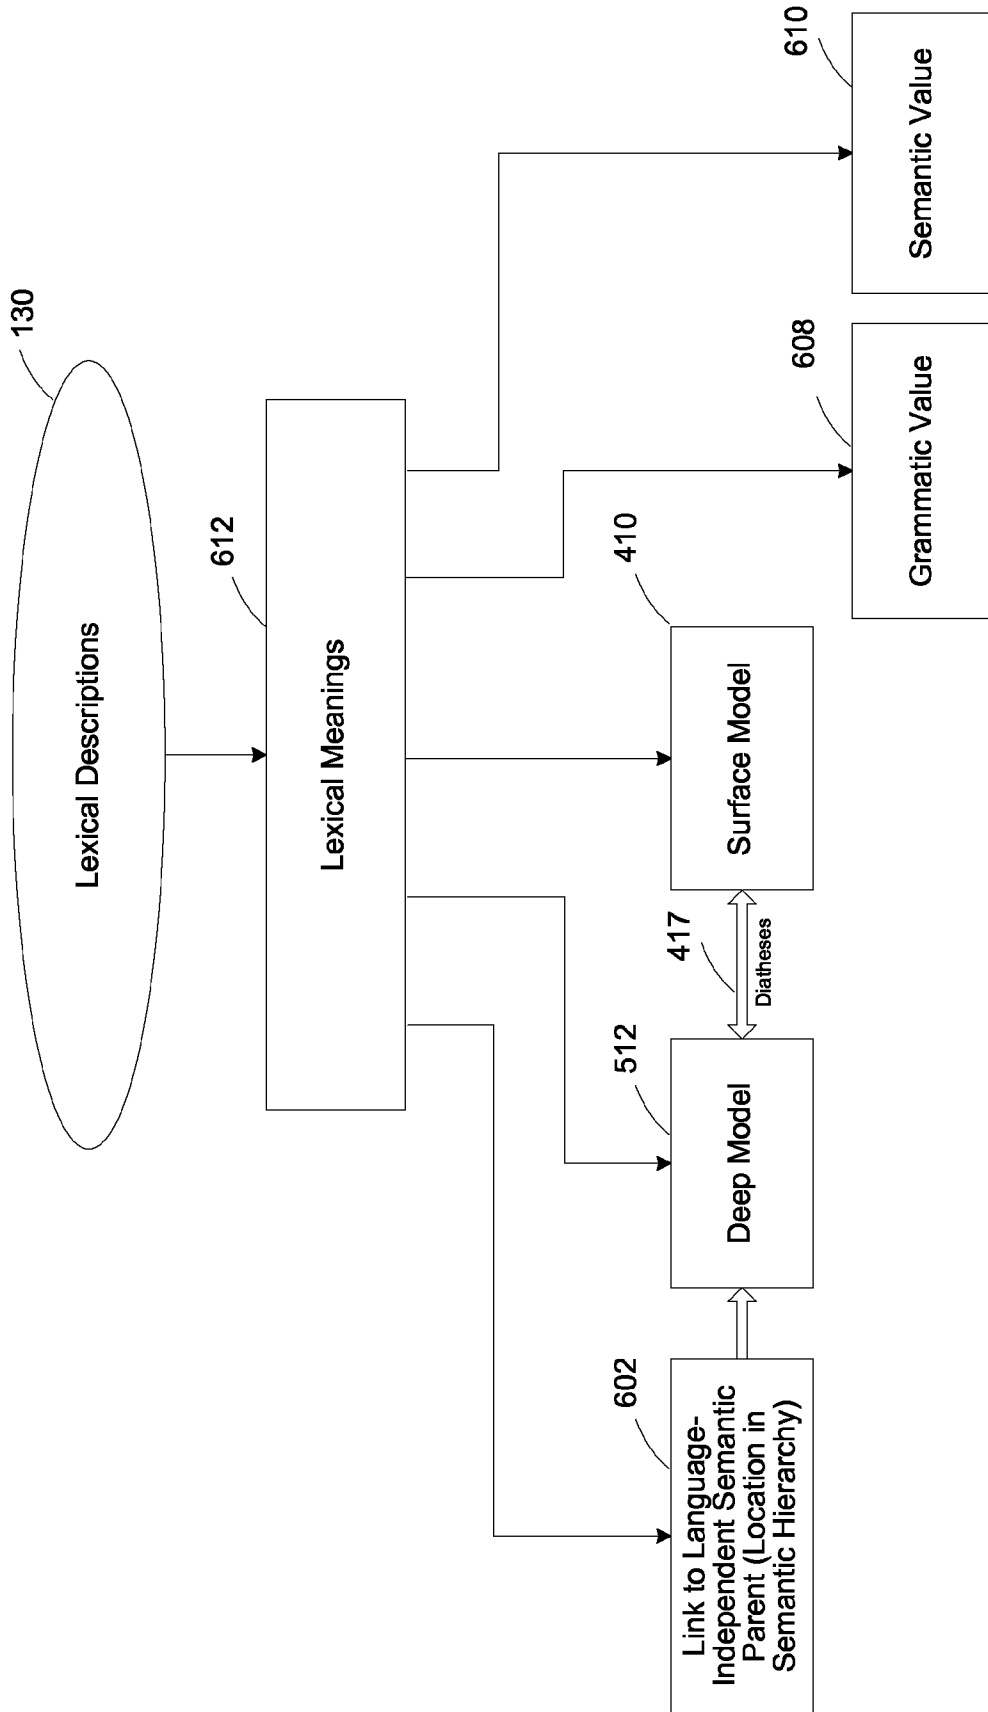 130
Lexical Descriptions
612
Lexical Meanings
602
Link to Language-
Independent Semantic
Parent (Location in
Semantic Hierarchy)
512
Deep Model
417
Diatheses
410
Surface Model
608
Grammatic Value
610
Semantic Value